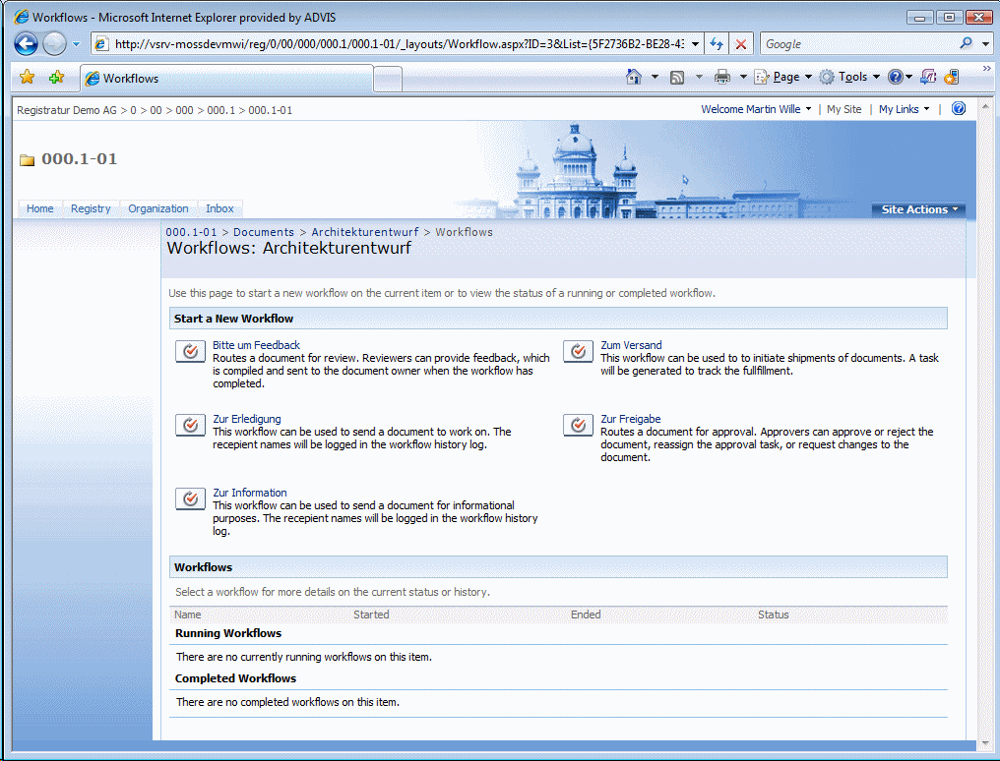 Workflows - Microsoft Internet Explorer provided by ADVIS
http://vsrv-mossdevmwi/reg/0/00/000/000.1/000.1-01/_layouts/Workflow.aspx?ID=3&List={5F2736B2-BE28-43
Google
Workflows
Page
Tools
Registratur Demo AG > 0 > 00 > 000 > 000.1 > 000.1-01
Welcome Martin Wille | My Site | My Links |
000.1-01
Home Registry Organization Inbox
Site Actions
000.1-01 > Documents > Architekturentwurf > Workflows
Workflows: Architekturentwurf
Use this page to start a new workflow on the current item or to view the status of a running or completed workflow.
Start a New Workflow
Bitte um Feedback
Routes a document for review. Reviewers can provide feedback, which
is compiled and sent to the document owner when the workflow has
completed.
Zum Versand
This workflow can be used to to initiate shipments of documents. A task
will be generated to track the fullfillment.
Zur Erledigung
This workflow can be used to send a document to work on. The
recepient names will be logged in the workflow history log.
Zur Freigabe
Routes a document for approval. Approvers can approve or reject the
document, reassign the approval task, or request changes to the
document.
Zur Information
This workflow can be used to send a document for informational
purposes. The recepient names will be logged in the workflow history
log.
Workflows
Select a workflow for more details on the current status or history.
Name Started Ended Status
Running Workflows
There are no currently running workflows on this item.
Completed Workflows
There are no completed workflows on this item.